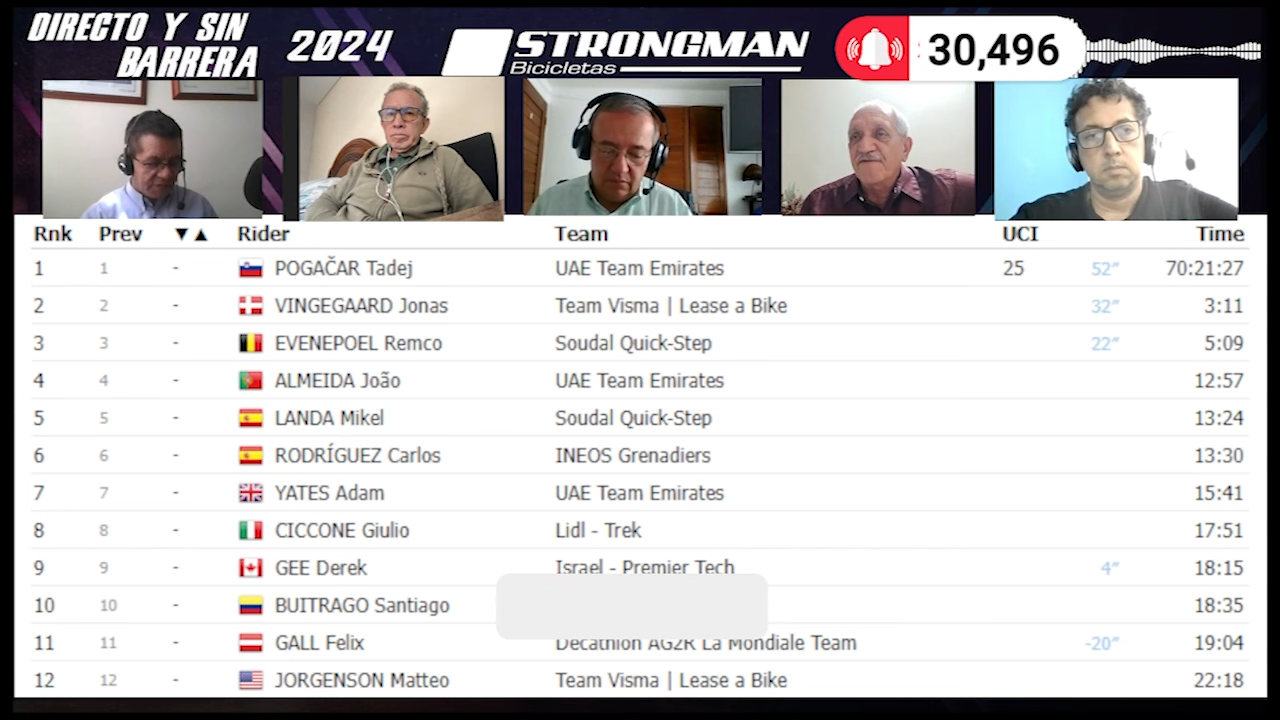 DIRECTO Y SIN BARRERA
2024
STRONGMAN
Bicicletas
30,496
Rnk Prev ▼▲ Rider Team UCI Time
1 1 - POGAČAR Tadej UAE Team Emirates 25 52″ 70:21:27
2 2 - VINGEGAARD Jonas Team Visma | Lease a Bike 32″ 3:11
3 3 - EVENEPOEL Remco Soudal Quick-Step 22″ 5:09
4 4 - ALMEIDA João UAE Team Emirates 12:57
5 5 - LANDA Mikel Soudal Quick-Step 13:24
6 6 - RODRÍGUEZ Carlos INEOS Grenadiers 13:30
7 7 - YATES Adam UAE Team Emirates 15:41
8 8 - CICCONE Giulio Lidl - Trek 17:51
9 9 - GEE Derek Israel - Premier Tech 4″ 18:15
10 10 - BUITRAGO Santiago 18:35
11 11 - GALL Felix Decathlon AG2R La Mondiale Team -20″ 19:04
12 12 - JORGENSON Matteo Team Visma | Lease a Bike 22:18